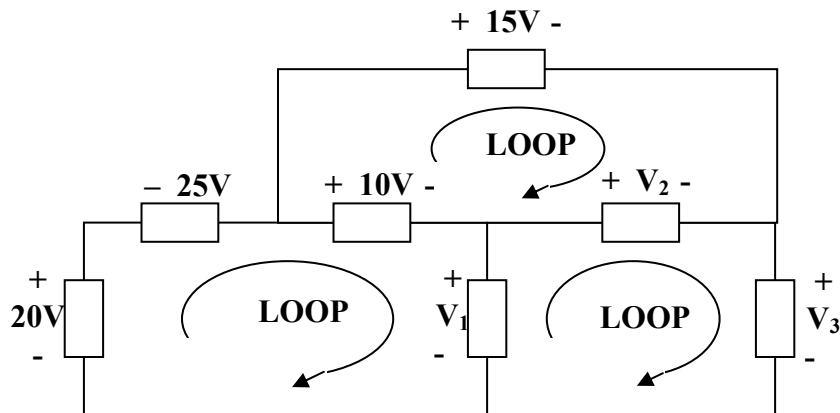 + 15V -
LOOP
– 25V
+ 10V -
+ V₂ -
+
20V
-
LOOP
+
V₁
-
LOOP
+
V₃
-